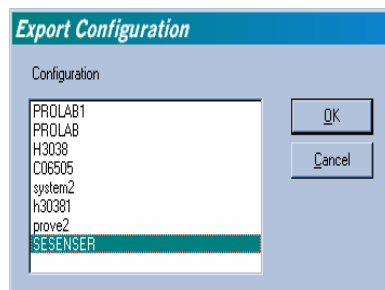 Export Configuration
Configuration
PROLAB1
PROLAB
H3038
C06505
system2
h30381
prove2
SESENSER
OK
Cancel